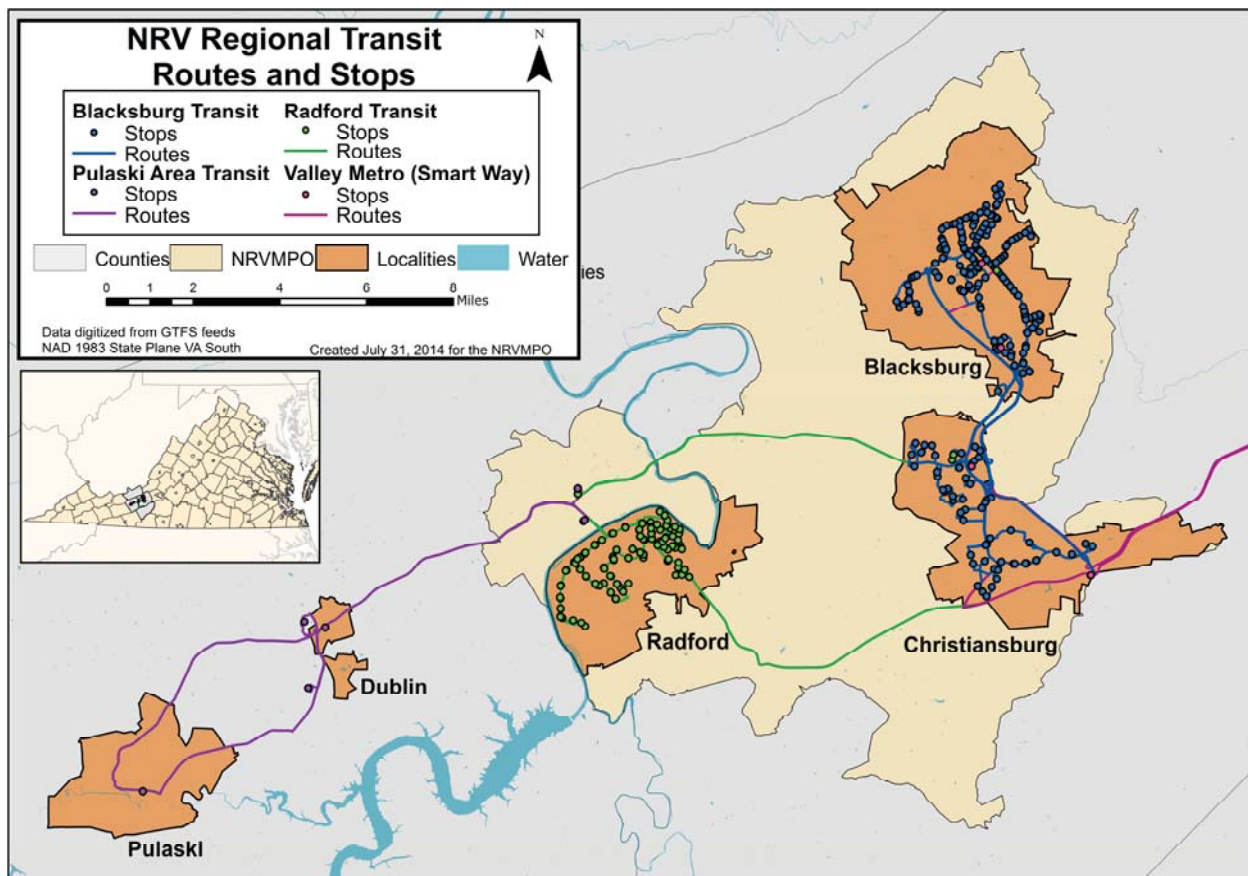 NRV Regional Transit
Routes and Stops
N
Blacksburg Transit
Stops
Routes
Radford Transit
Stops
Routes
Pulaski Area Transit
Stops
Routes
Valley Metro (Smart Way)
Stops
Routes
Counties
NRVMPO
Localities
Water
ies
0 1 2 4 6 8
Miles
Data digitized from GTFS feeds
NAD 1983 State Plane VA South
Created July 31, 2014 for the NRVMPO
Blacksburg
Christiansburg
Radford
Dublin
Pulaski